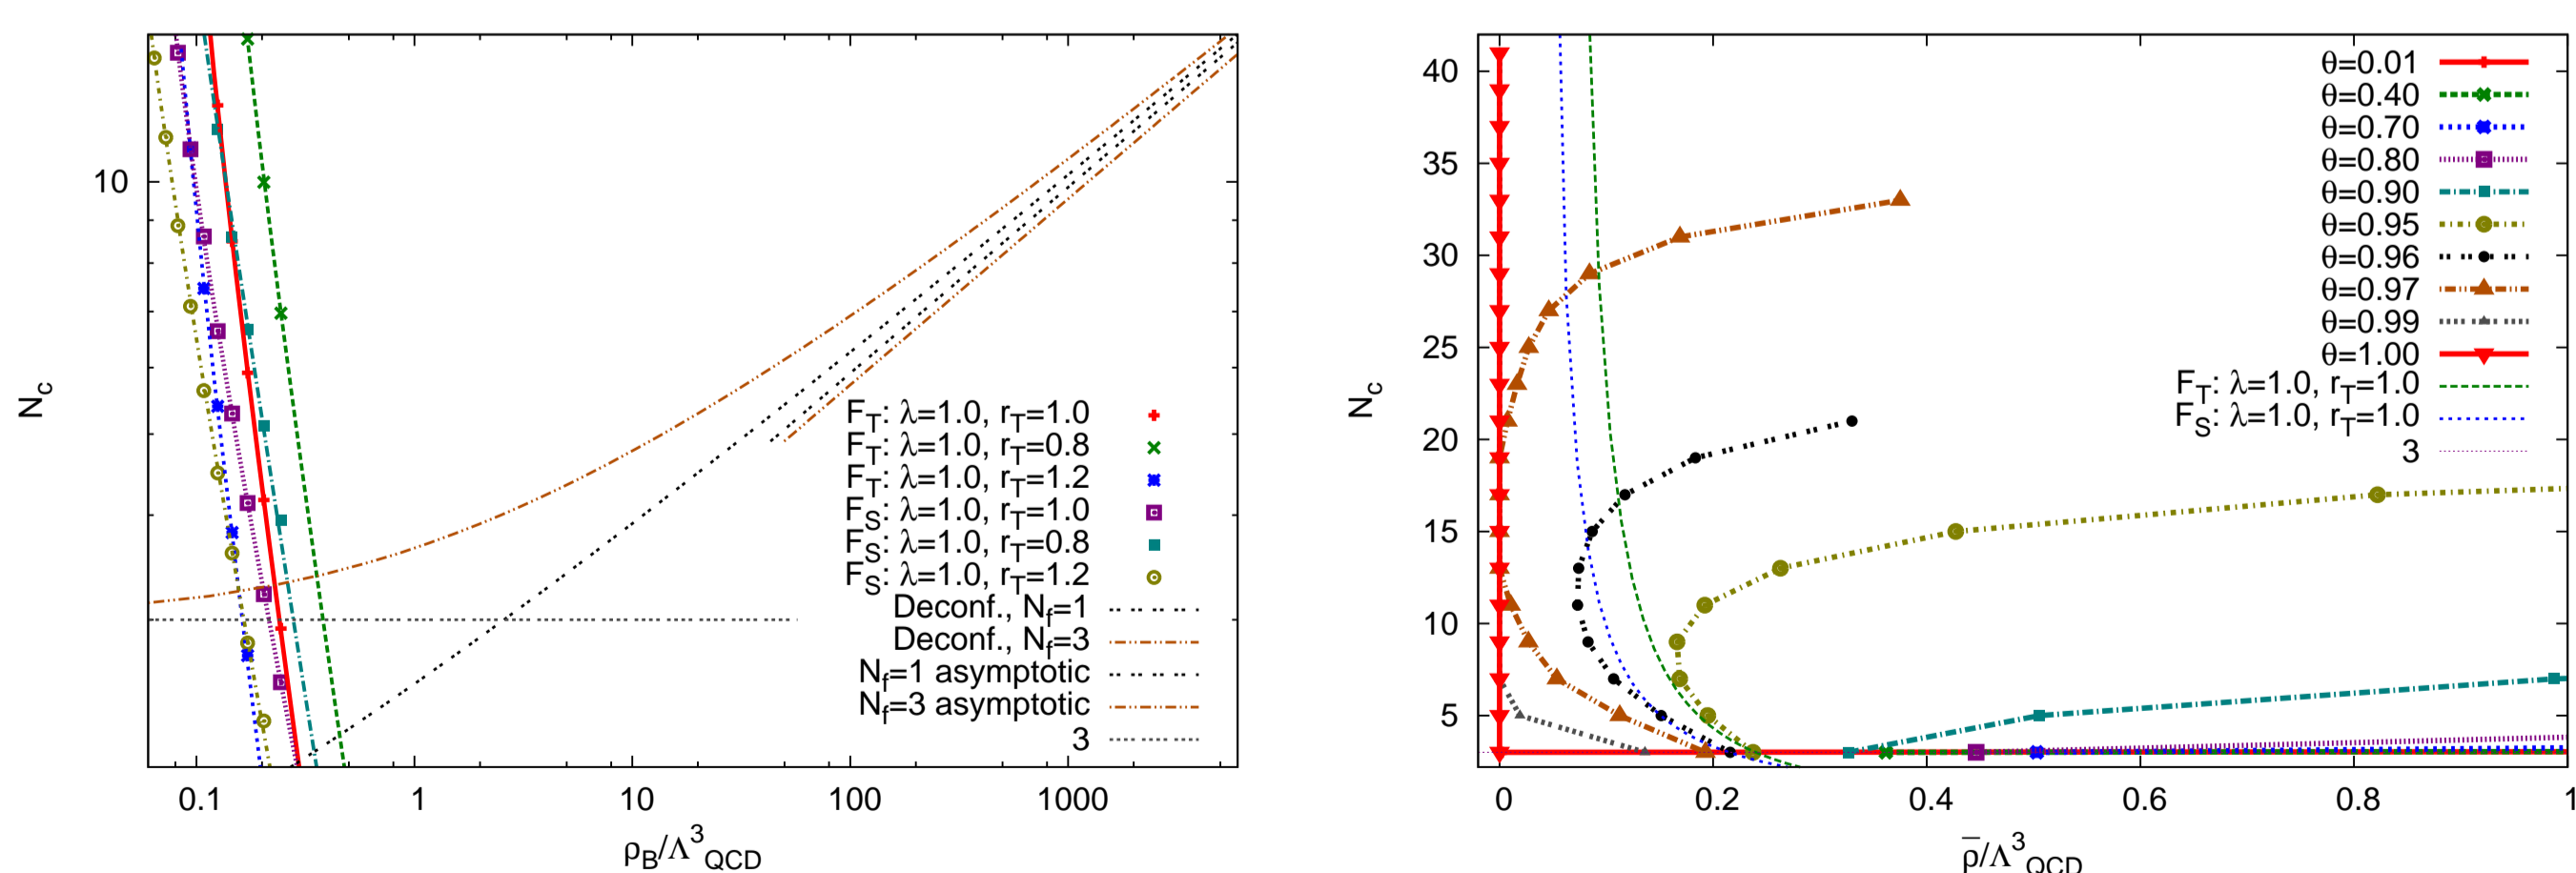 10
N_c
0.1 1 10 100 1000
ρ_B/Λ^3_QCD
F_T: λ=1.0, r_T=1.0
F_T: λ=1.0, r_T=0.8
F_T: λ=1.0, r_T=1.2
F_S: λ=1.0, r_T=1.0
F_S: λ=1.0, r_T=0.8
F_S: λ=1.0, r_T=1.2
Deconf., N_f=1
Deconf., N_f=3
N_f=1 asymptotic
N_f=3 asymptotic
3
40
35
30
25
20
15
10
5
N_c
0 0.2 0.4 0.6 0.8 1
ρ̅/Λ^3_QCD
θ=0.01
θ=0.40
θ=0.70
θ=0.80
θ=0.90
θ=0.95
θ=0.96
θ=0.97
θ=0.99
θ=1.00
F_T: λ=1.0, r_T=1.0
F_S: λ=1.0, r_T=1.0
3